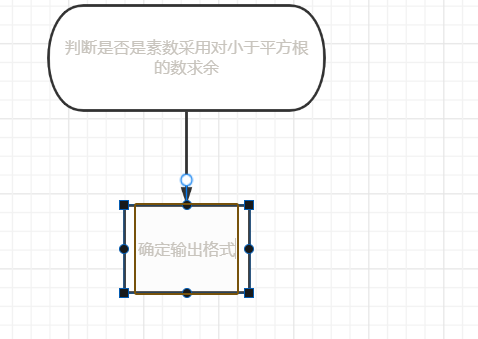 判断是否是素数采用对小于平方根
的数求余
确定输出格式